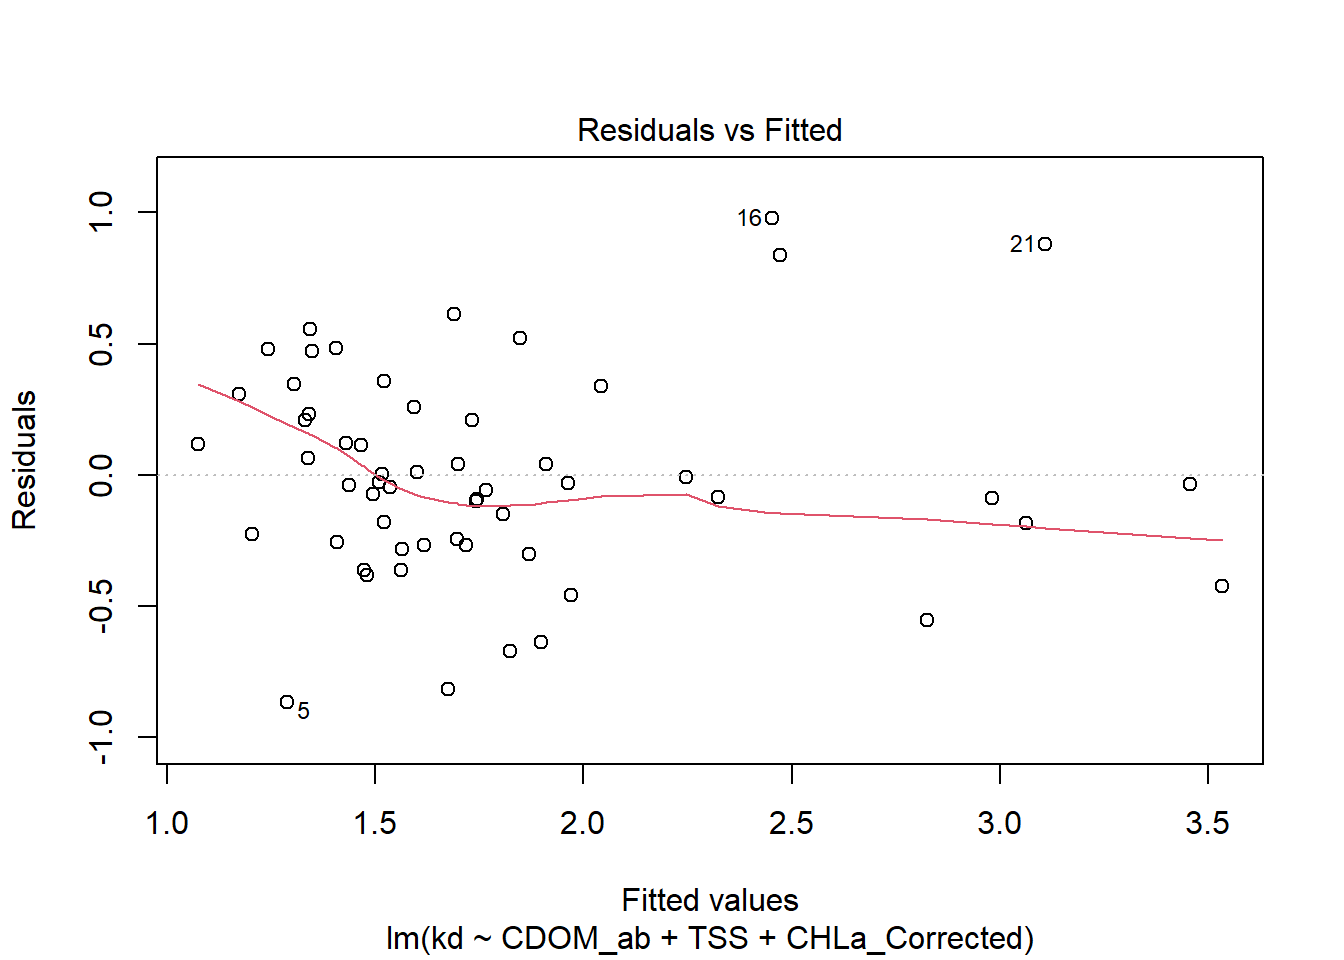 Residuals vs Fitted
Residuals
1.0
0.5
0.0
-0.5
-1.0
16
21
5
1.0 1.5 2.0 2.5 3.0 3.5
Fitted values
lm(kd ~ CDOM_ab + TSS + CHLa_Corrected)